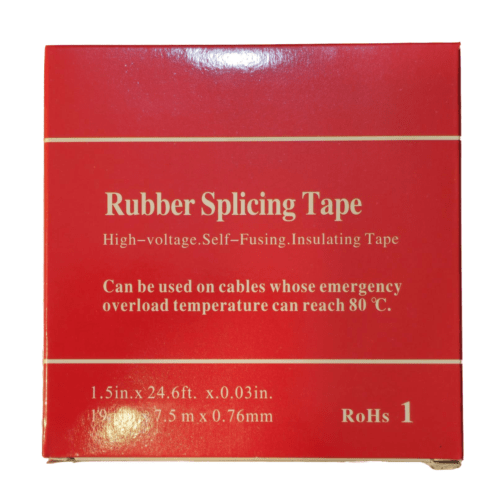 Rubber Splicing Tape
High-voltage.Self-Fusing.Insulating Tape
Can be used on cables whose emergency
overload temperature can reach 80 ℃.
1.5in.x 24.6ft. x.0.03in.
7.5 m x 0.76mm
RoHs 1